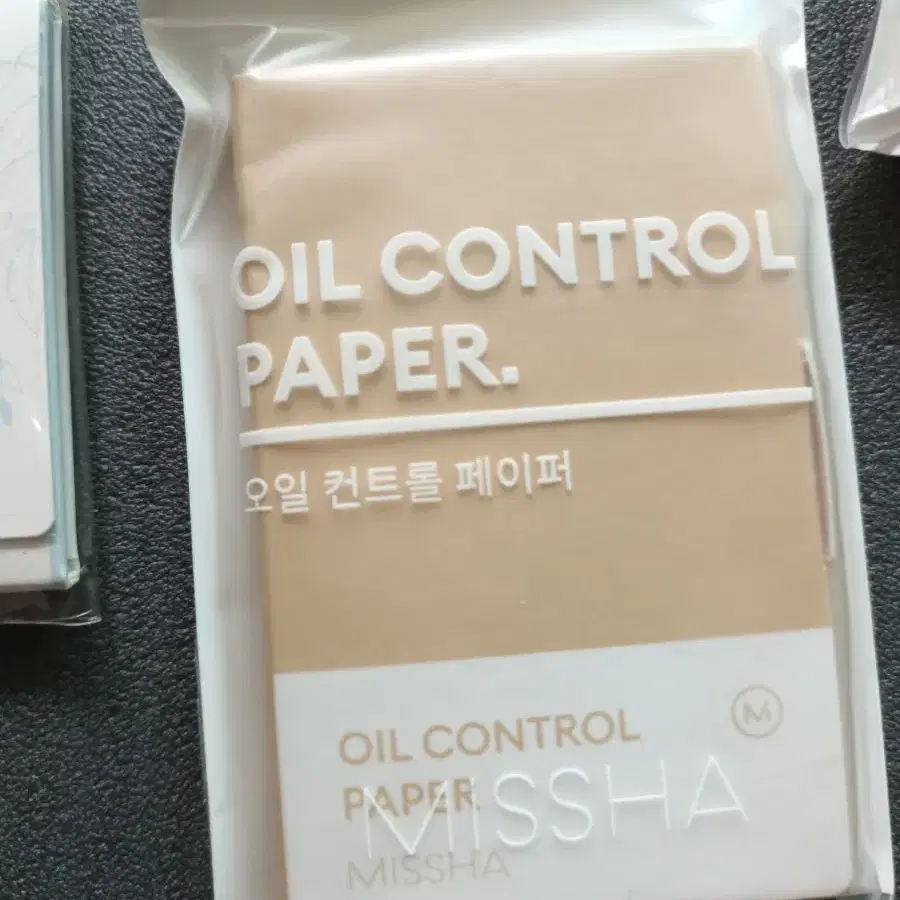 OIL CONTROL
PAPER.
오일 컨트롤 페이퍼
OIL CONTROL
PAPER
MISSHA
MISSHA
M